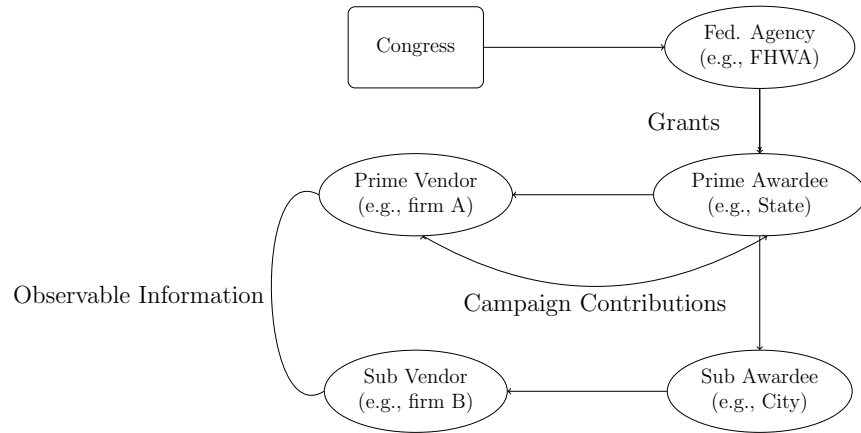 Congress
Fed. Agency
(e.g., FHWA)
Grants
Prime Vendor
(e.g., firm A)
Prime Awardee
(e.g., State)
Observable Information
Campaign Contributions
Sub Vendor
(e.g., firm B)
Sub Awardee
(e.g., City)